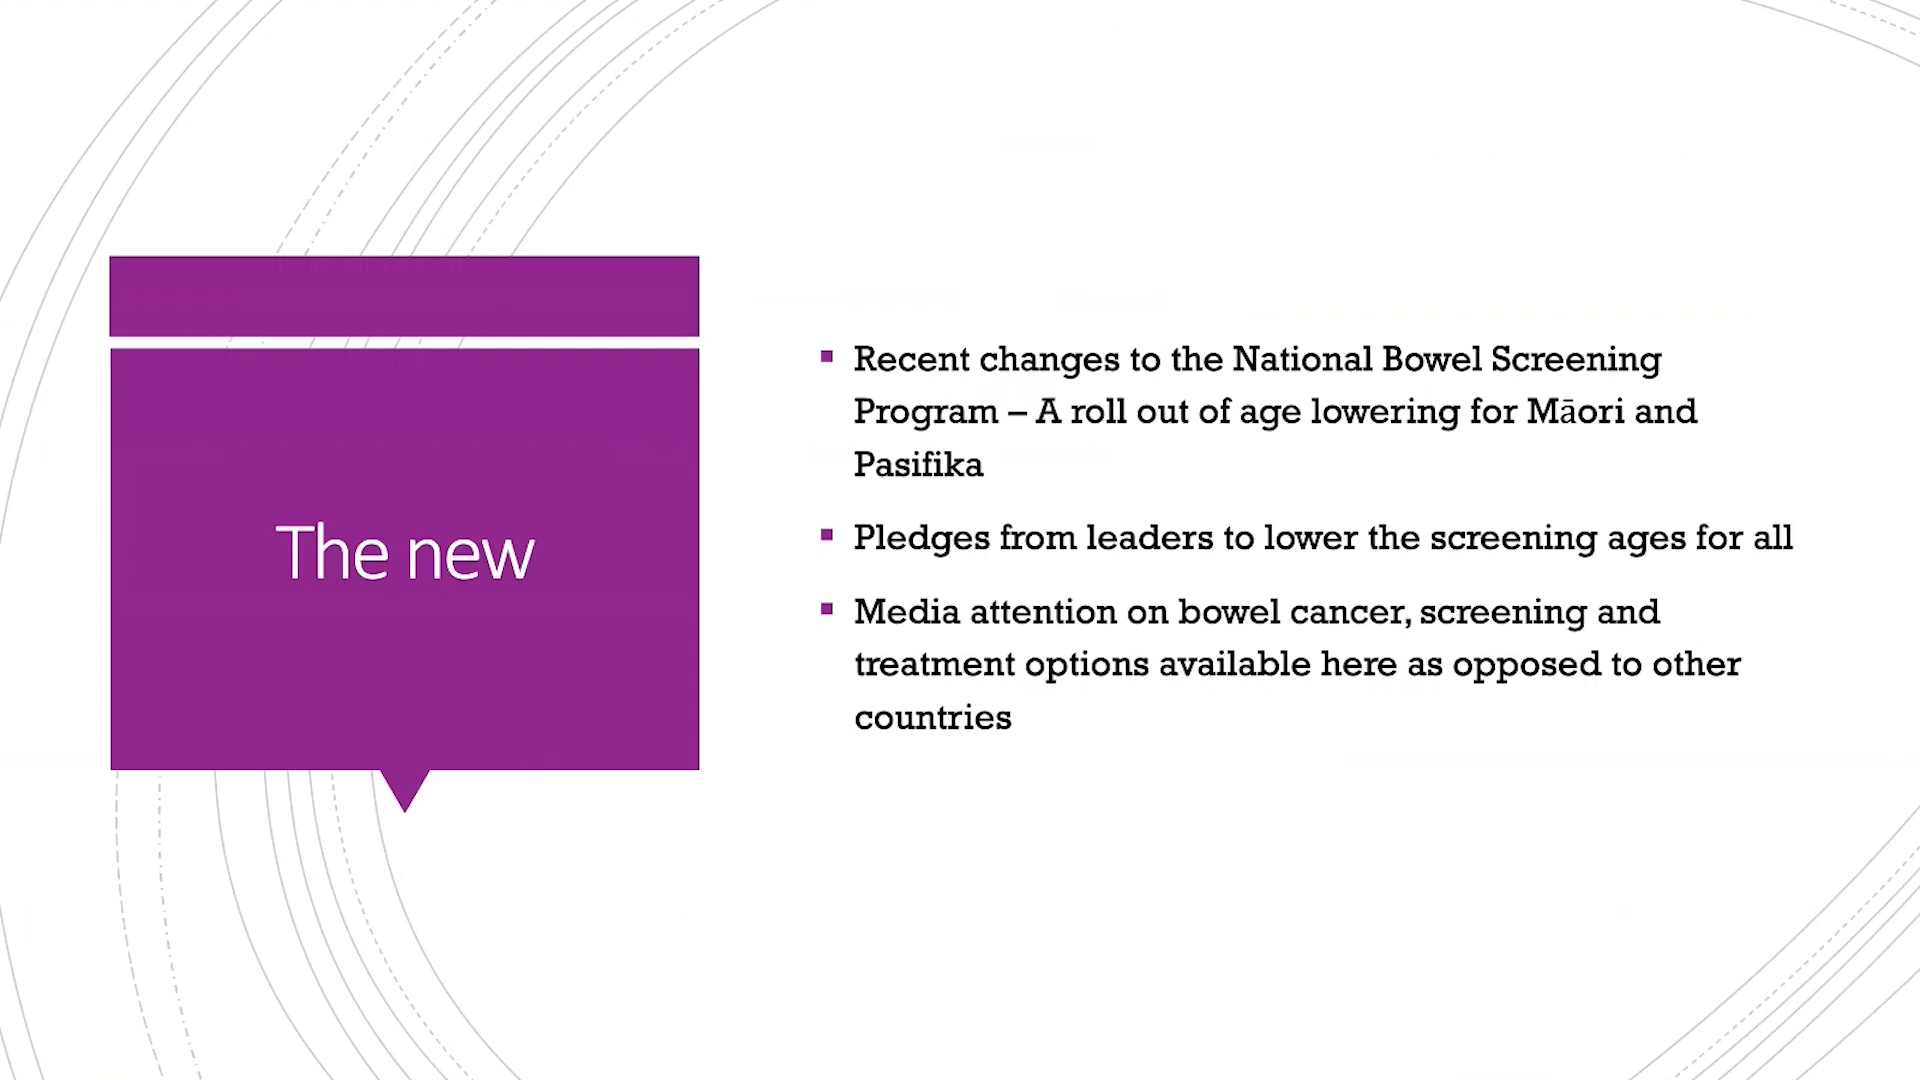 The new
Recent changes to the National Bowel Screening
Program – A roll out of age lowering for Māori and
Pasifika
Pledges from leaders to lower the screening ages for all
Media attention on bowel cancer, screening and
treatment options available here as opposed to other
countries